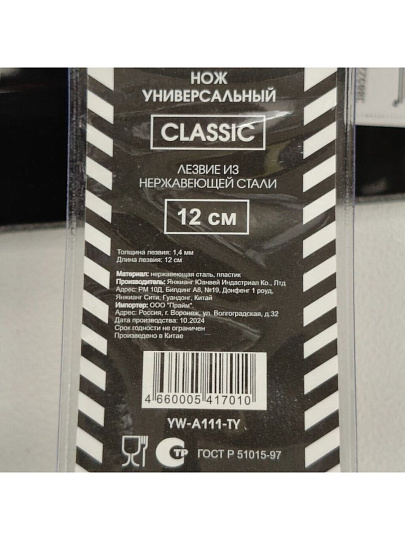 НОЖ
УНИВЕРСАЛЬНЫЙ
CLASSIC
ЛЕЗВИЕ ИЗ
НЕРЖАВЕЮЩЕЙ СТАЛИ
12 СМ
Толщина лезвия: 1,4 мм
Длина лезвия: 12 см
Материал: нержавеющая сталь, пластик
Производитель: Янжианг Юанвей Индастриал Ко., Лтд
Адрес: РМ 10Д, Билдинг А8, №19, Донфенг 1 роуд,
Янжианг Сити, Гуандонг, Китай
Импортер: ООО "Прайм".
Адрес: Россия, г. Воронеж, ул. Волгоградская, д.32
Дата производства: 10.2024
Срок годности не ограничен
Произведено в Китае
4 660005 417010
YW-A111-TY
СТР ГОСТ Р 51015-97